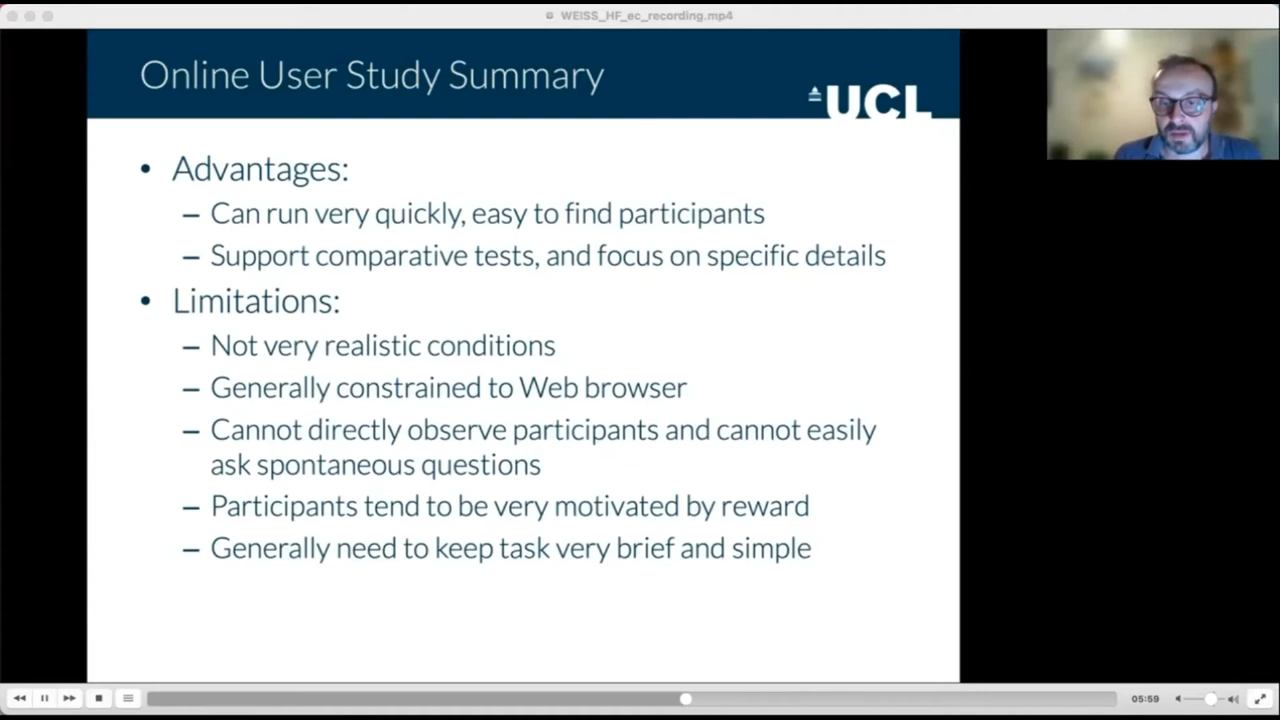 WEISS_HF_ec_recording.mp4
Online User Study Summary
UCL
• Advantages:
– Can run very quickly, easy to find participants
– Support comparative tests, and focus on specific details
• Limitations:
– Not very realistic conditions
– Generally constrained to Web browser
– Cannot directly observe participants and cannot easily
ask spontaneous questions
– Participants tend to be very motivated by reward
– Generally need to keep task very brief and simple
05:59